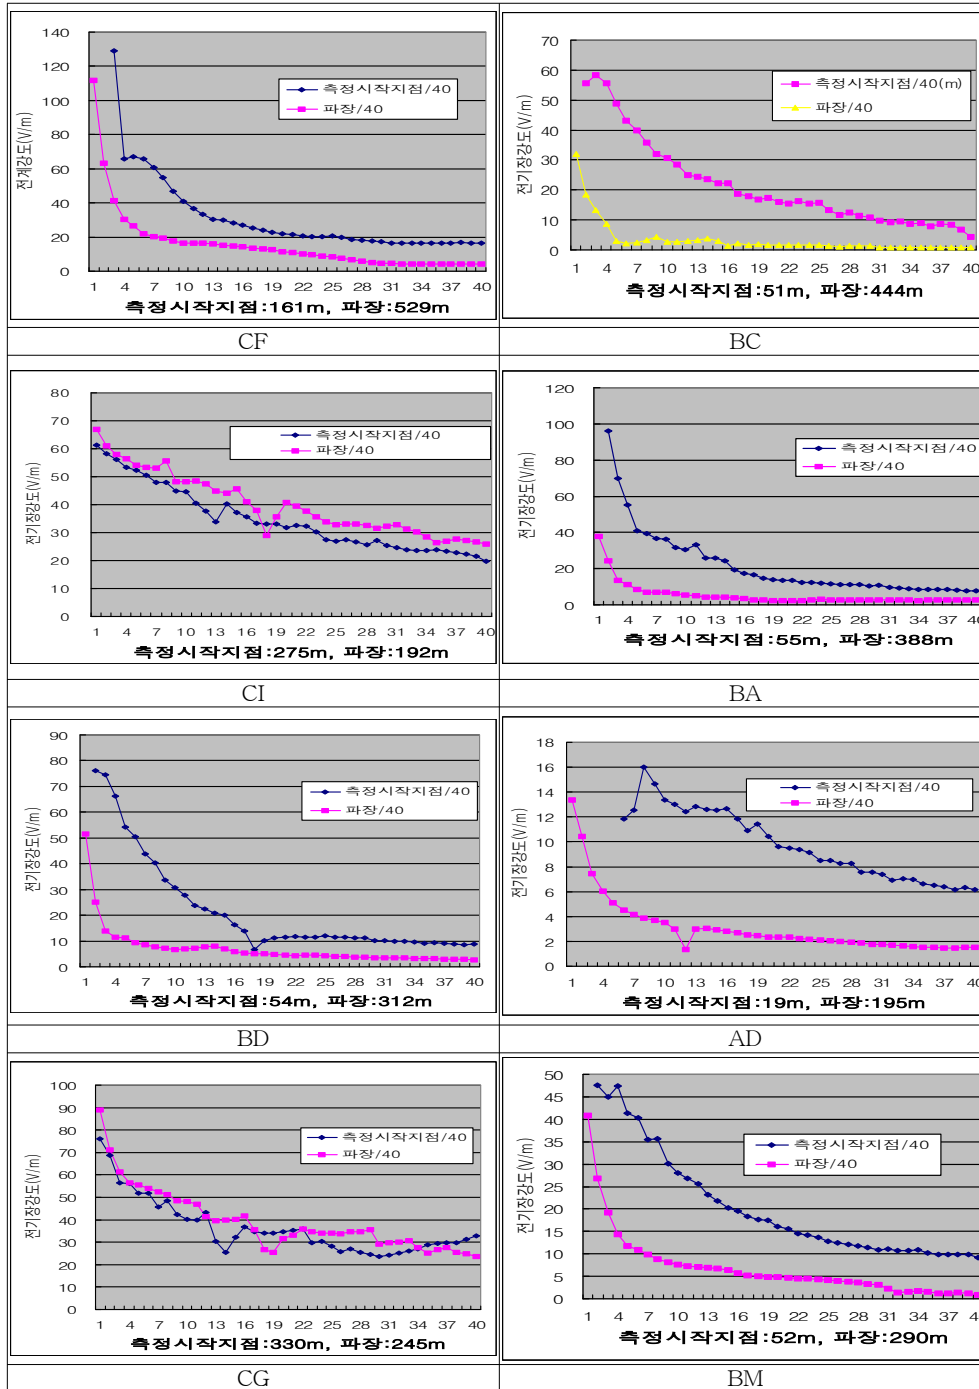 전계강도(V/m)
140
120
100
80
60
40
20
0
측정시작지점/40
파장/40
1 4 7 10 13 16 19 22 25 28 31 34 37 40
측정시작지점:161m, 파장:529m
CF
전기장강도(V/m)
70
60
50
40
30
20
10
0
측정시작지점/40(m)
파장/40
1 4 7 10 13 16 19 22 25 28 31 34 37 40
측정시작지점:51m, 파장:444m
BC
전기장강도(V/m)
80
70
60
50
40
30
20
10
0
측정시작지점/40
파장/40
1 4 7 10 13 16 19 22 25 28 31 34 37 40
측정시작지점:275m, 파장:192m
CI
전기장강도(V/m)
120
100
80
60
40
20
0
측정시작지점/40
파장/40
1 4 7 10 13 16 19 22 25 28 31 34 37 40
측정시작지점:55m, 파장:388m
BA
전기장강도(V/m)
90
80
70
60
50
40
30
20
10
0
측정시작지점/40
파장/40
1 4 7 10 13 16 19 22 25 28 31 34 37 40
측정시작지점:54m, 파장:312m
BD
전기장강도(V/m)
18
16
14
12
10
8
6
4
2
0
측정시작지점/40
파장/40
1 4 7 10 13 16 19 22 25 28 31 34 37 40
측정시작지점:19m, 파장:195m
AD
전기장강도(V/m)
100
90
80
70
60
50
40
30
20
10
0
측정시작지점/40
파장/40
1 4 7 10 13 16 19 22 25 28 31 34 37 40
측정시작지점:330m, 파장:245m
CG
전기장강도(V/m)
50
45
40
35
30
25
20
15
10
5
0
측정시작지점/40
파장/40
1 4 7 10 13 16 19 22 25 28 31 34 37 40
측정시작지점:52m, 파장:290m
BM